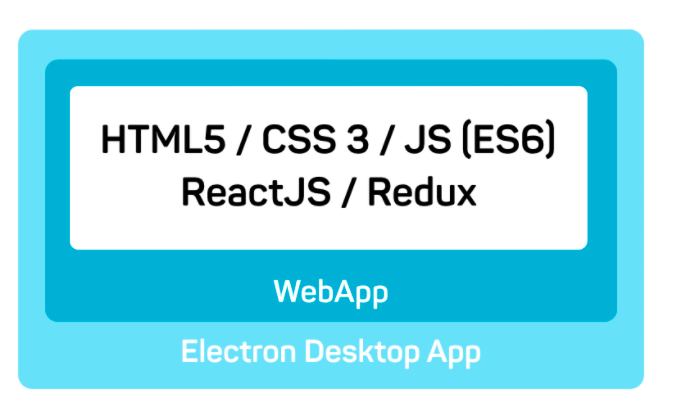 HTML5 / CSS 3 / JS (ES6)
ReactJS / Redux
WebApp
Electron Desktop App